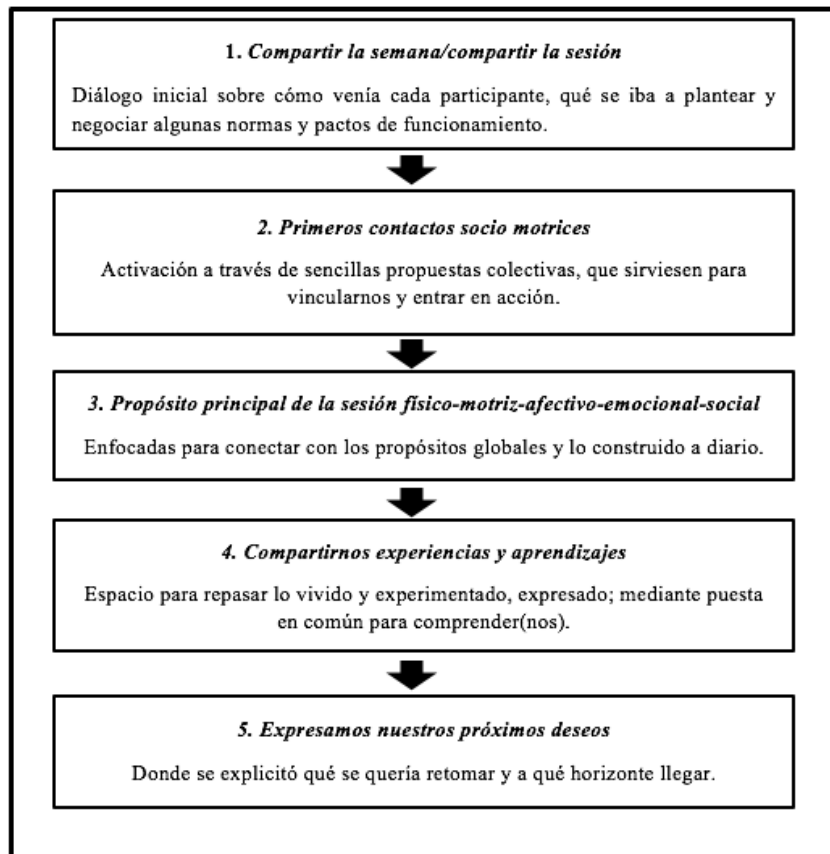 1. Compartir la semana/compartir la sesión
Diálogo inicial sobre cómo venía cada participante, qué se iba a plantear y
negociar algunas normas y pactos de funcionamiento.
2. Primeros contactos socio motrices
Activación a través de sencillas propuestas colectivas, que sirviesen para
vincularnos y entrar en acción.
3. Propósito principal de la sesión físico-motriz-afectivo-emocional-social
Enfocadas para conectar con los propósitos globales y lo construido a diario.
4. Compartirnos experiencias y aprendizajes
Espacio para repasar lo vivido y experimentado, expresado; mediante puesta
en común para comprender(nos).
5. Expresamos nuestros próximos deseos
Donde se explicitó qué se quería retomar y a qué horizonte llegar.